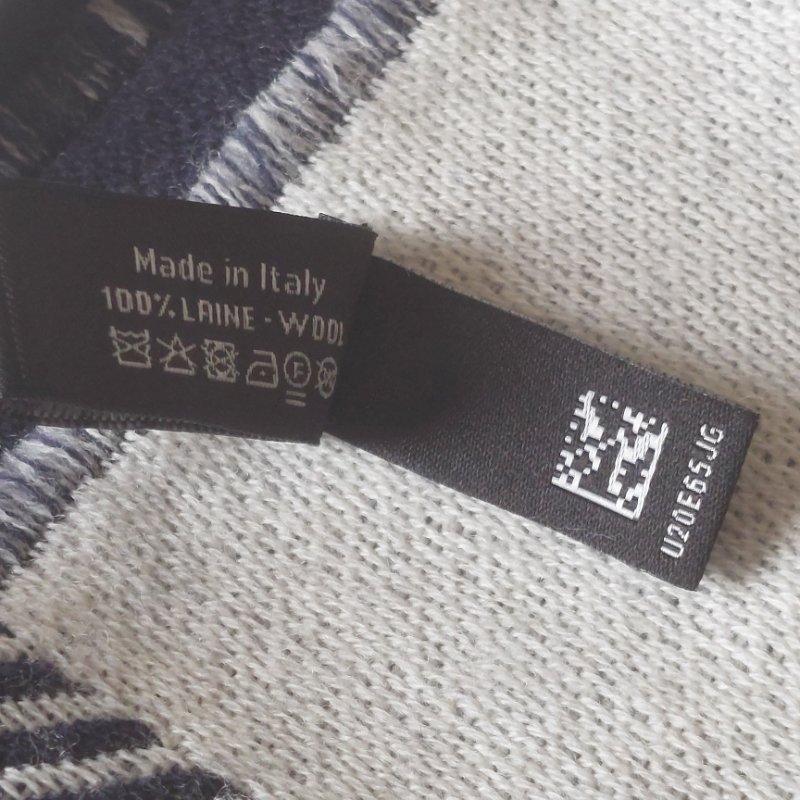 Made in Italy
100% LAINE - WOOL
F
U20E65JG